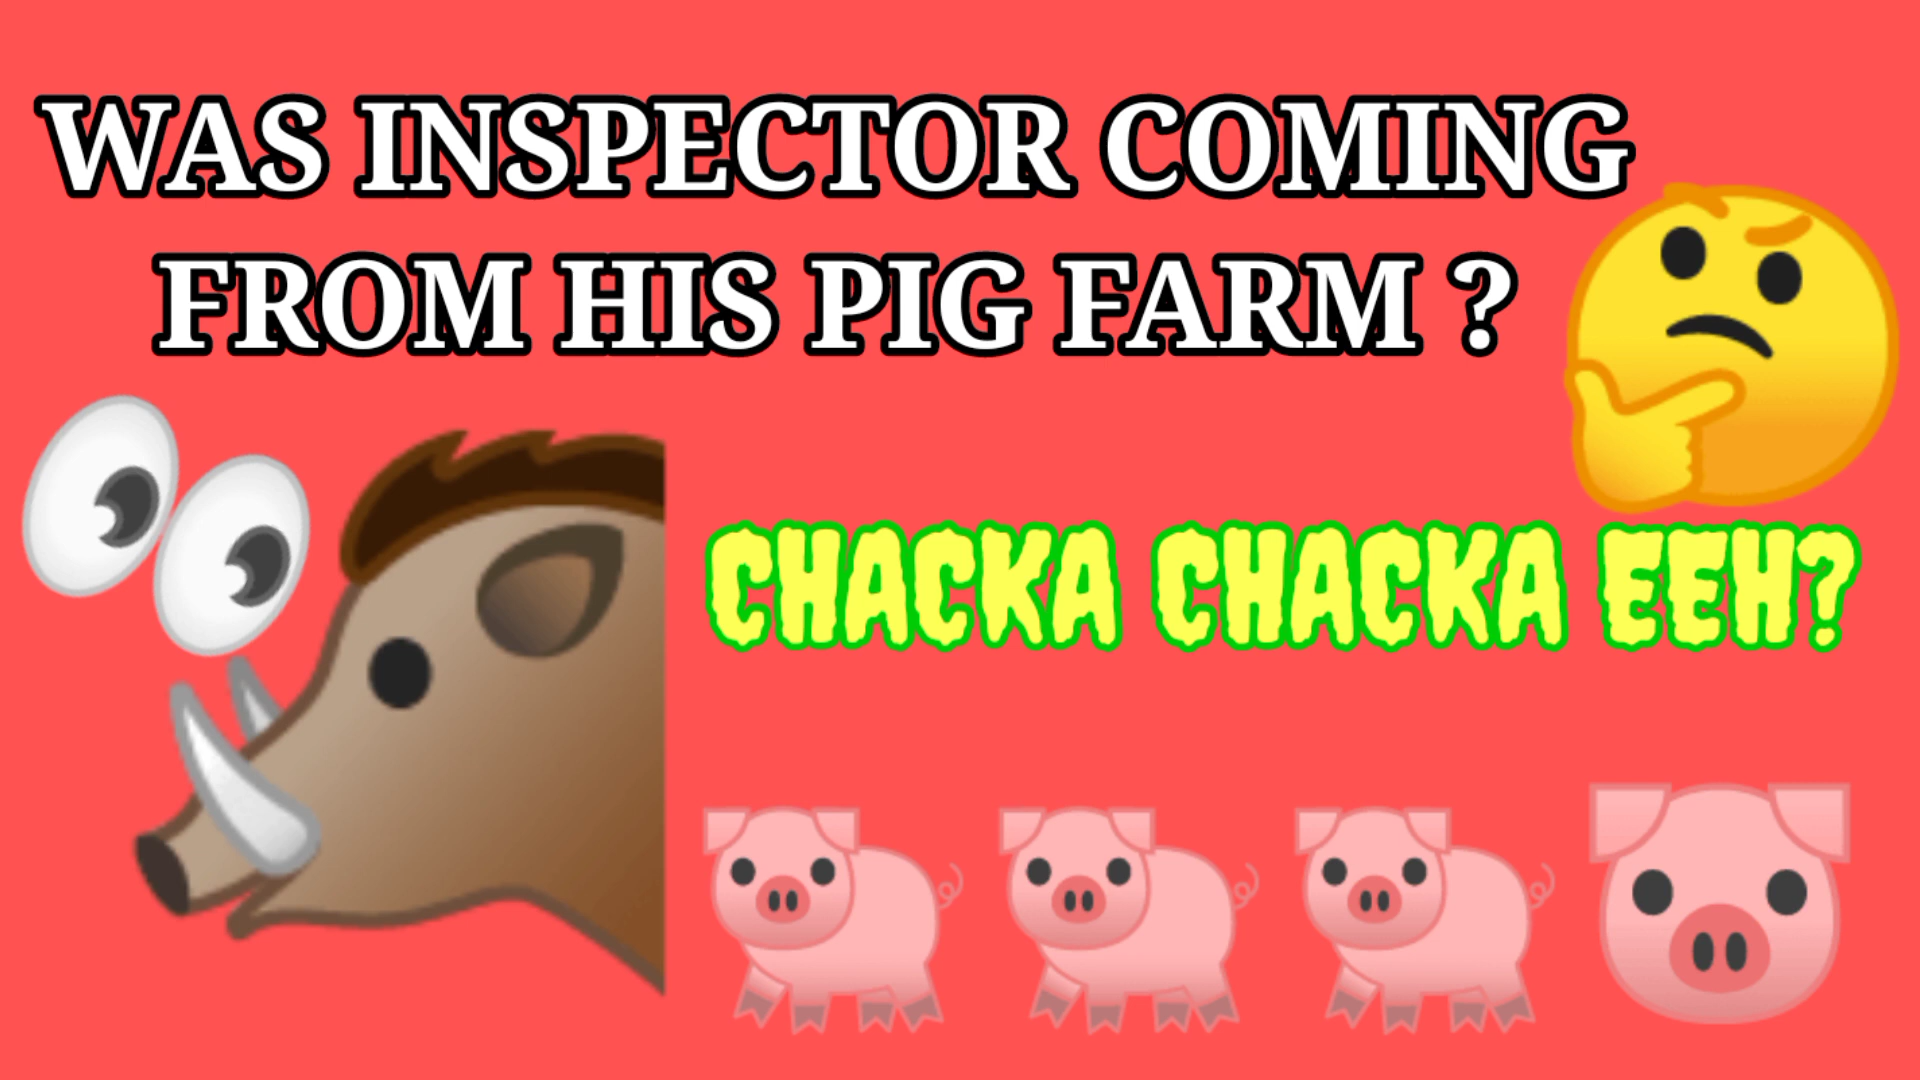 WAS INSPECTOR COMING
FROM HIS PIG FARM ?
CHACKA CHACKA EEH?